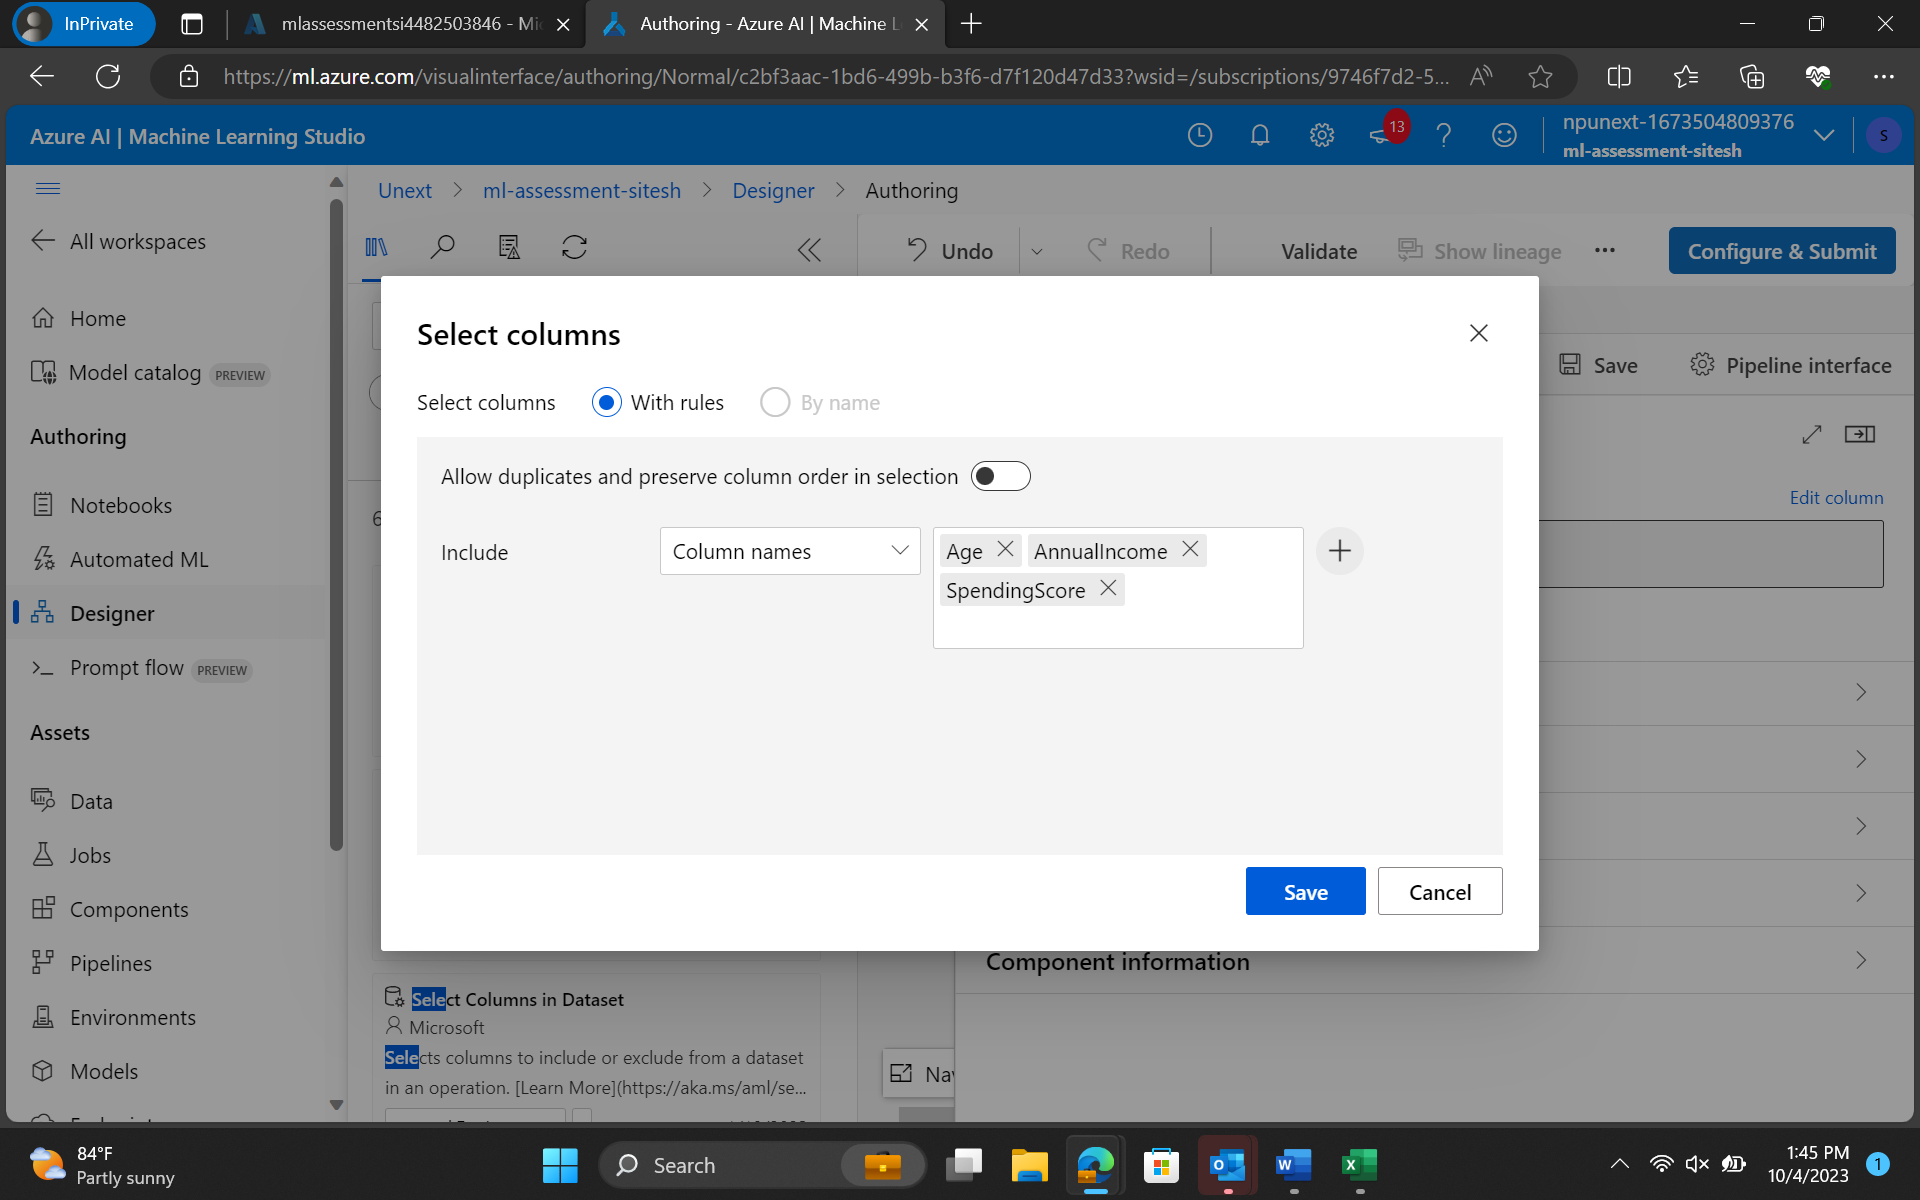 InPrivate
mlassessmentsi4482503846 - Mi
Authoring - Azure AI | Machine L
https://ml.azure.com/visualinterface/authoring/Normal/c2bf3aac-1bd6-499b-b3f6-d7f120d47d33?wsid=/subscriptions/9746f7d2-5...
Azure AI | Machine Learning Studio
13
npunext-1673504809376
ml-assessment-sitesh
S
Unext > ml-assessment-sitesh > Designer > Authoring
All workspaces
Undo
Redo
Validate
Show lineage
Configure & Submit
Home
Model catalog PREVIEW
Authoring
Notebooks
Automated ML
Designer
Prompt flow PREVIEW
Assets
Data
Jobs
Components
Pipelines
Environments
Models
Select columns
Select columns With rules By name
Allow duplicates and preserve column order in selection
Include Column names Age AnnualIncome
SpendingScore
Save Cancel
Save
Pipeline interface
Edit column
Component information
Select Columns in Dataset
Microsoft
Selects columns to include or exclude from a dataset
in an operation. [Learn More](https://aka.ms/aml/se...
Nav
84°F
Partly sunny
Search
1:45 PM
10/4/2023
1